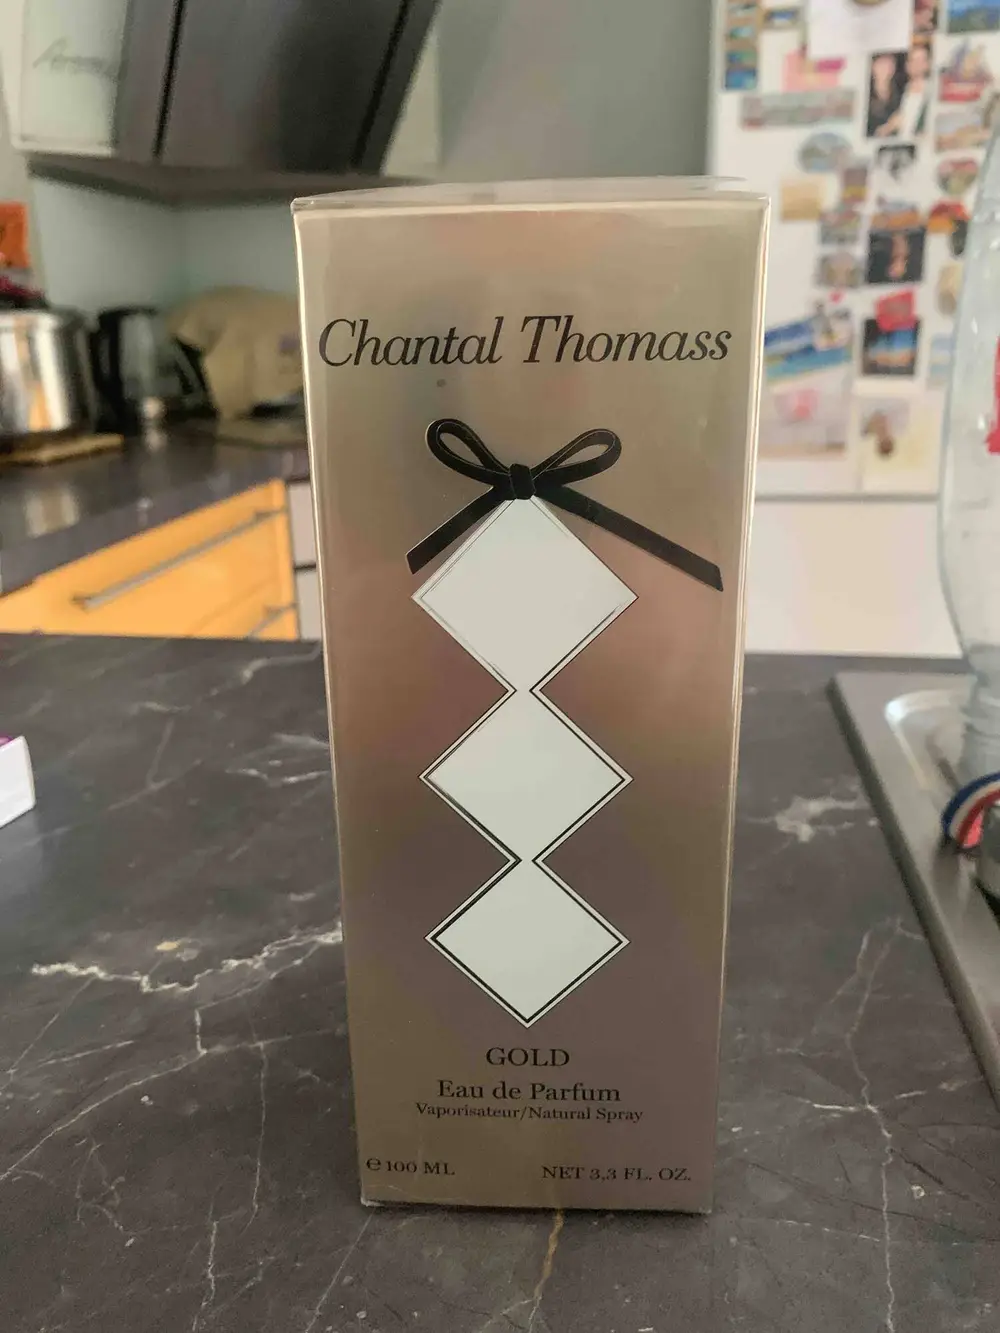 Chantal Thomass
GOLD
Eau de Parfum
Vaporisateur/Natural Spray
℮ 100 ML
NET 3,3 FL. OZ.